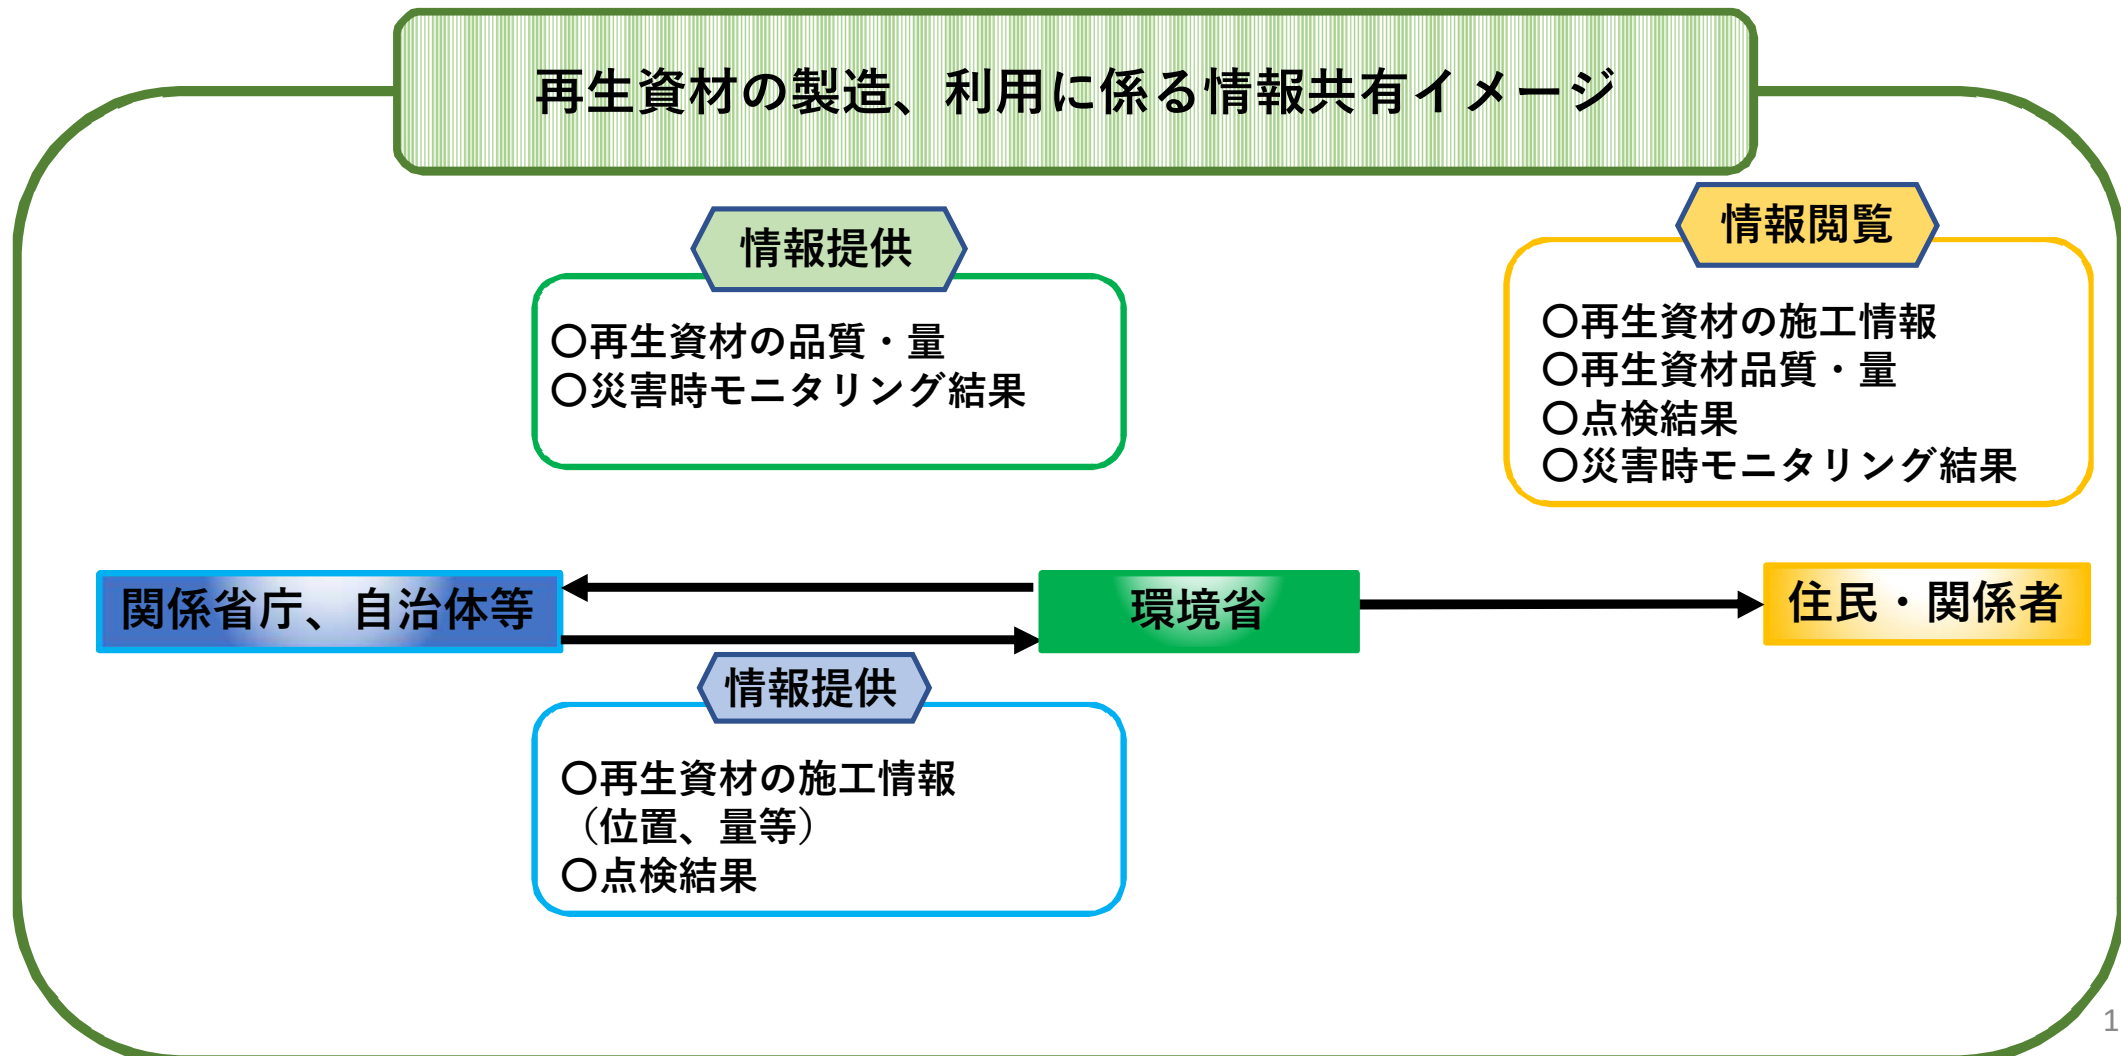 再生資材の製造、利用に係る情報共有イメージ
情報提供
〇再生資材の品質・量
〇災害時モニタリング結果
情報閲覧
〇再生資材の施工情報
〇再生資材品質・量
〇点検結果
〇災害時モニタリング結果
関係省庁、自治体等
環境省
住民・関係者
情報提供
〇再生資材の施工情報
（位置、量等）
〇点検結果
1